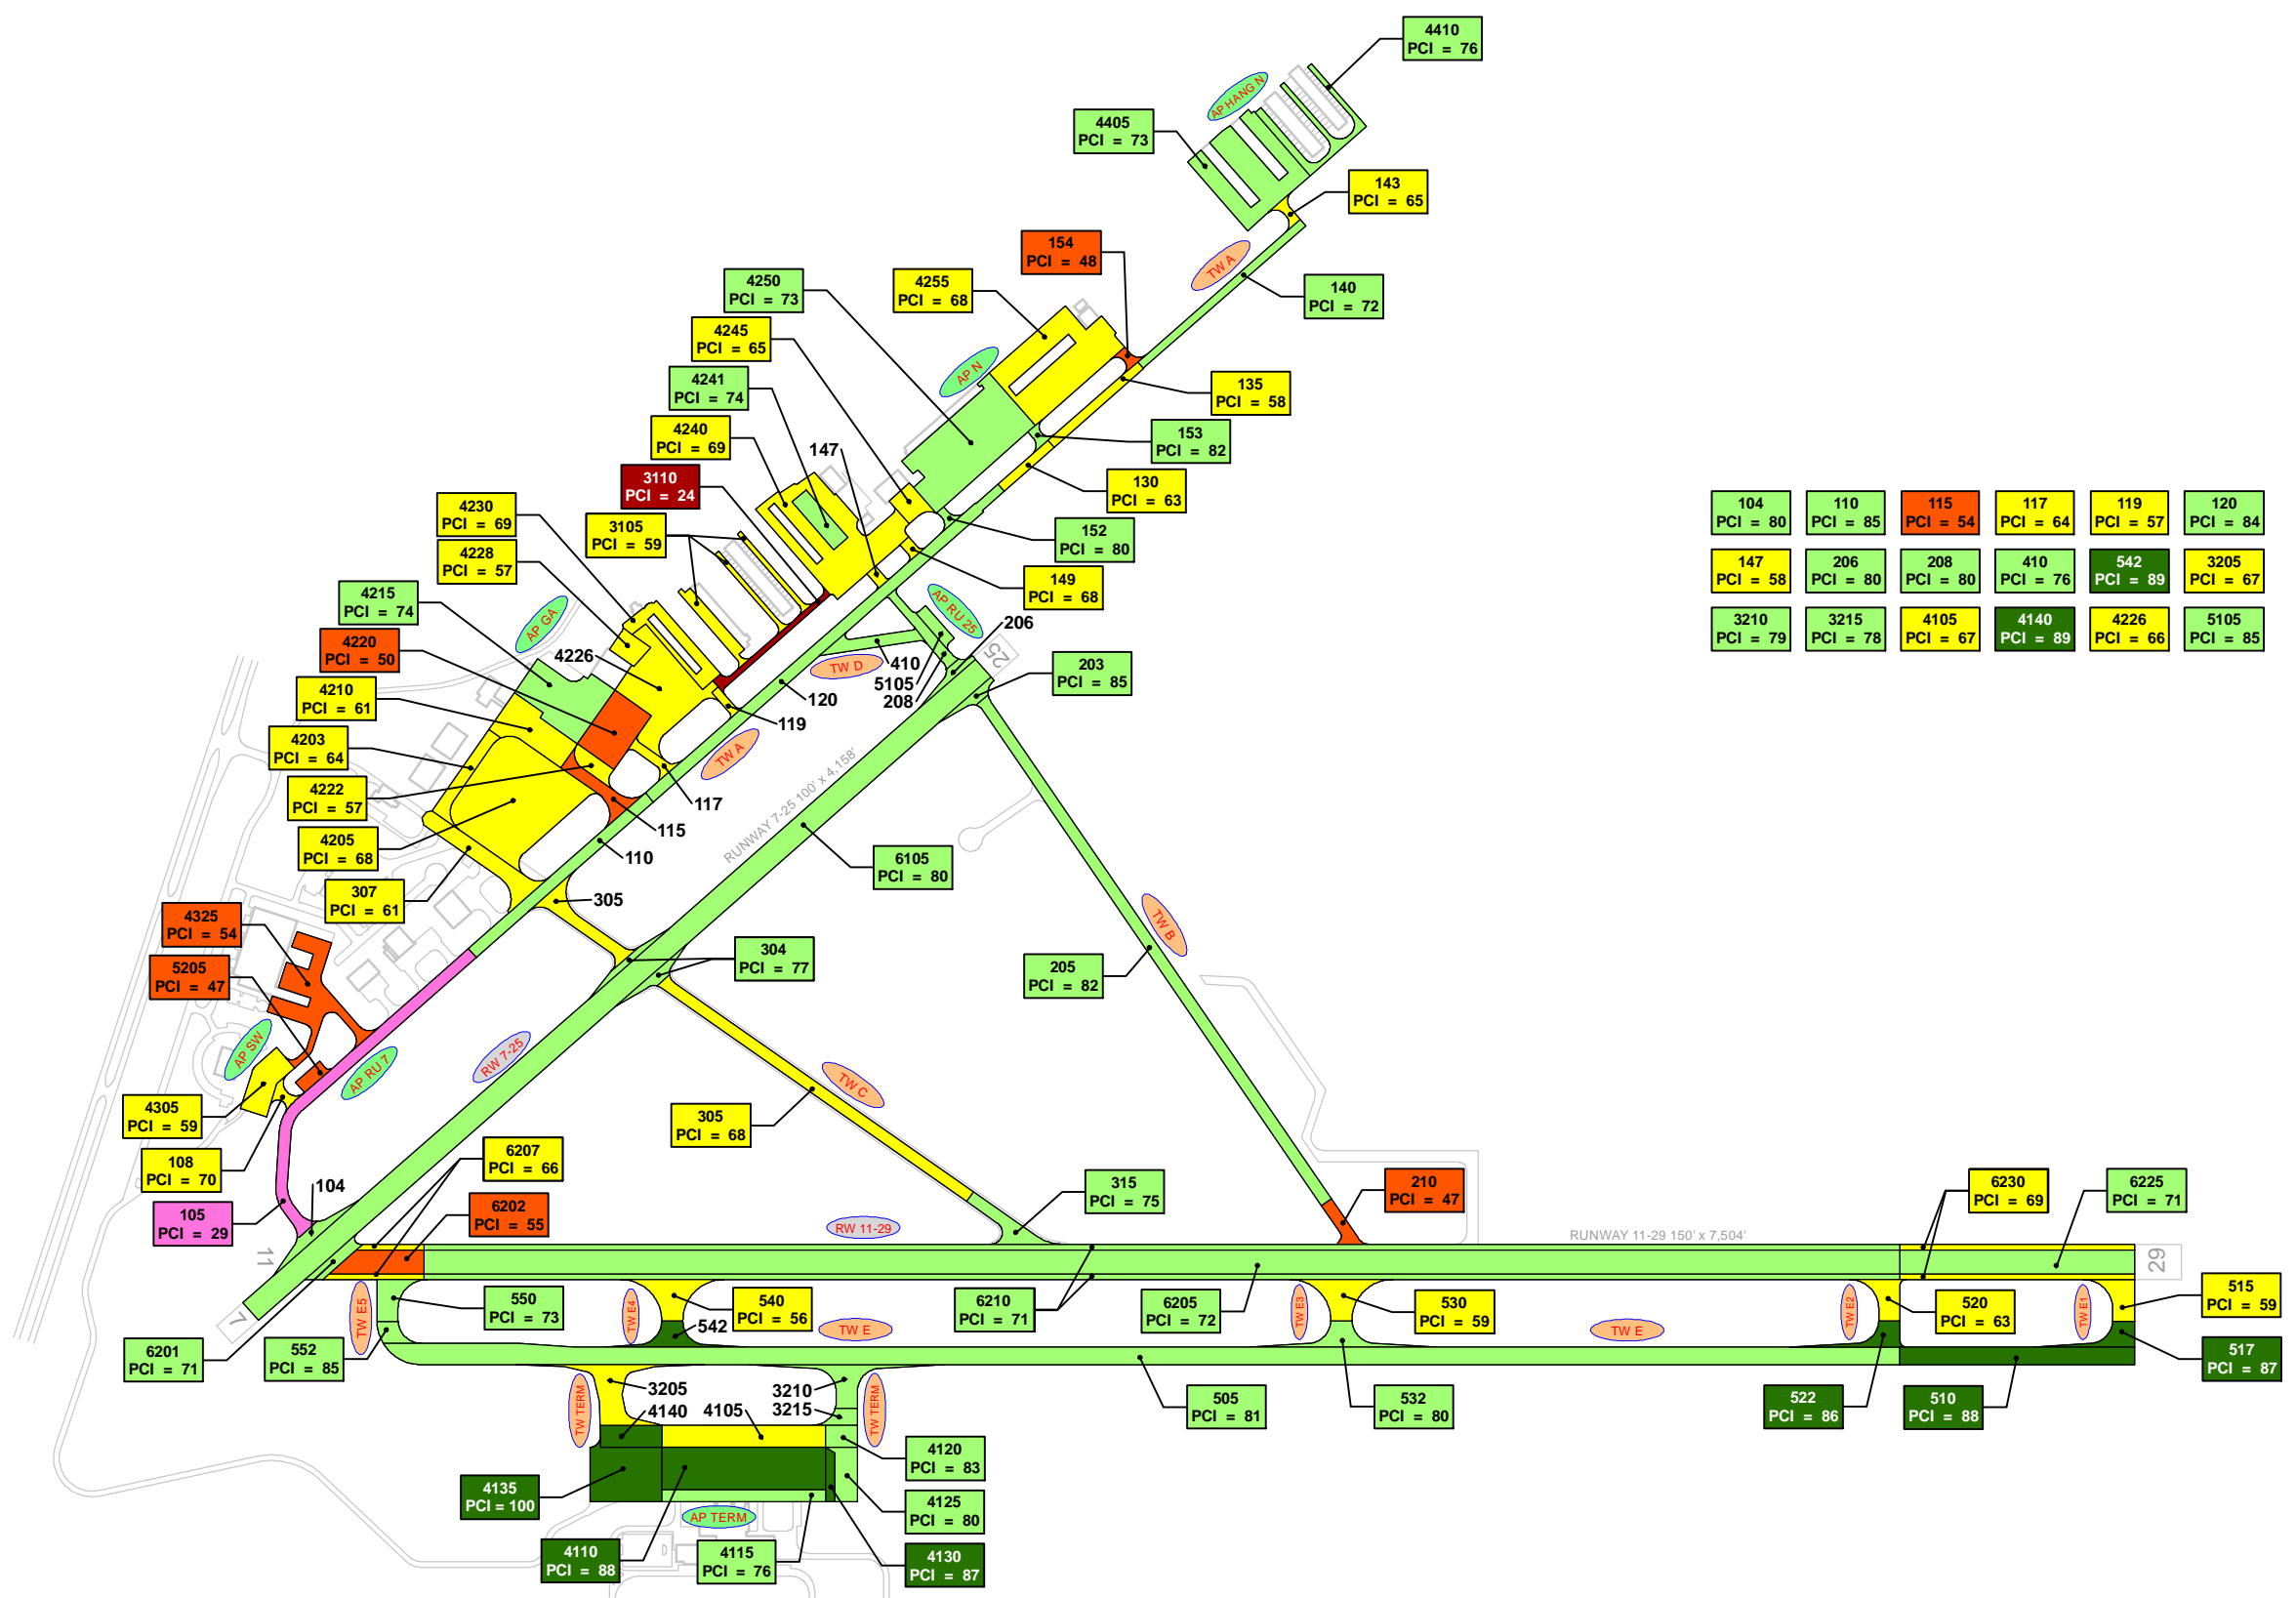 4410
PCI = 76
AP HANG N
4405
PCI = 73
143
PCI = 65
154
PCI = 48
TW A
140
PCI = 72
4250
PCI = 73
4255
PCI = 68
4245
PCI = 65
AP N
4241
PCI = 74
135
PCI = 58
4240
PCI = 69
147
153
PCI = 82
3110
PCI = 24
130
PCI = 63
4230
PCI = 69
3105
PCI = 59
152
PCI = 80
4228
PCI = 57
149
PCI = 68
4215
PCI = 74
AP GA
AP RU 25
206
25
4220
PCI = 50
4226
TW D
410
5105
208
203
PCI = 85
4210
PCI = 61
120
119
4203
PCI = 64
TW A
RUNWAY 7-25 100' x 4,158'
4222
PCI = 57
117
115
4205
PCI = 68
110
6105
PCI = 80
307
PCI = 61
305
4325
PCI = 54
TW B
304
PCI = 77
5205
PCI = 47
205
PCI = 82
AP SW
AP RU 7
RW 7-25
TW C
4305
PCI = 59
305
PCI = 68
108
PCI = 70
6207
PCI = 66
104
105
PCI = 29
6202
PCI = 55
315
PCI = 75
210
PCI = 47
6230
PCI = 69
6225
PCI = 71
RW 11-29
RUNWAY 11-29 150' x 7,504'
11
29
7
TW E5
550
PCI = 73
TW E4
540
PCI = 56
542
TW E
6210
PCI = 71
6205
PCI = 72
TW E3
530
PCI = 59
TW E
TW E2
520
PCI = 63
TW E1
515
PCI = 59
6201
PCI = 71
552
PCI = 85
517
PCI = 87
TW TERM
3205
4140
4105
3210
3215
TW TERM
505
PCI = 81
532
PCI = 80
522
PCI = 86
510
PCI = 88
4120
PCI = 83
4135
PCI = 100
4125
PCI = 80
AP TERM
4110
PCI = 88
4115
PCI = 76
4130
PCI = 87
104
PCI = 80
110
PCI = 85
115
PCI = 54
117
PCI = 64
119
PCI = 57
120
PCI = 84
147
PCI = 58
206
PCI = 80
208
PCI = 80
410
PCI = 76
542
PCI = 89
3205
PCI = 67
3210
PCI = 79
3215
PCI = 78
4105
PCI = 67
4140
PCI = 89
4226
PCI = 66
5105
PCI = 85